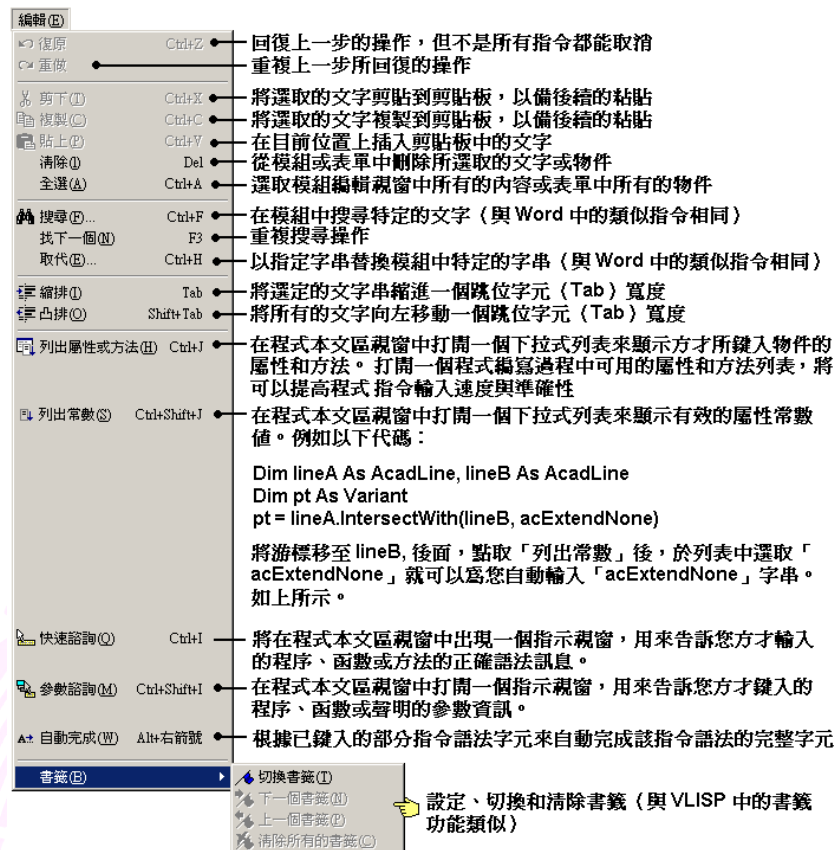 編輯(E)
復原 Ctrl+Z 回復上一步的操作，但不是所有指令都能取消
重做 重複上一步所回復的操作
剪下(T) Ctrl+X 將選取的文字剪貼到剪貼板，以備後續的粘貼
複製(C) Ctrl+C 將選取的文字複製到剪貼板，以備後續的粘貼
貼上(P) Ctrl+V 在目前位置上插入剪貼板中的文字
清除(I) Del 從模組或表單中刪除所選取的文字或物件
全選(A) Ctrl+A 選取模組編輯視窗中所有的內容或表單中所有的物件
搜尋(F)... Ctrl+F 在模組中搜尋特定的文字（與 Word 中的類似指令相同）
找下一個(N) F3 重複搜尋操作
取代(E)... Ctrl+H 以指定字串替換模組中特定的字串（與 Word 中的類似指令相同）
縮排(I) Tab 將選定的文字串縮進一個跳位字元（Tab）寬度
凸排(O) Shift+Tab 將所有的文字向左移動一個跳位字元（Tab）寬度
列出屬性或方法(H) Ctrl+J 在程式本文區視窗中打開一個下拉式列表來顯示方才所鍵入物件的
屬性和方法。 打開一個程式編寫過程中可用的屬性和方法列表，將
可以提高程式 指令輸入速度與準確性
列出常數(S) Ctrl+Shift+J 在程式本文區視窗中打開一個下拉式列表來顯示有效的屬性常數
值。例如以下代碼：
Dim lineA As AcadLine, lineB As AcadLine
Dim pt As Variant
pt = lineA.IntersectWith(lineB, acExtendNone)
將游標移至 lineB, 後面，點取「列出常數」後，於列表中選取「
acExtendNone」就可以為您自動輸入「acExtendNone」字串。
如上所示。
快速諮詢(Q) Ctrl+I 將在程式本文區視窗中出現一個指示視窗，用來告訴您方才輸入
的程序、函數或方法的正確語法訊息。
參數諮詢(M) Ctrl+Shift+I 在程式本文區視窗中打開一個指示視窗，用來告訴您方才鍵入的
程序、函數或聲明的參數資訊。
自動完成(W) Alt+右箭號 根據已鍵入的部分指令語法字元來自動完成該指令語法的完整字元
書籤(B) 切換書籤(T)
下一個書籤(N) 設定、切換和清除書籤（與 VLISP 中的書籤
上一個書籤(P) 功能類似）
清除所有的書籤(C)